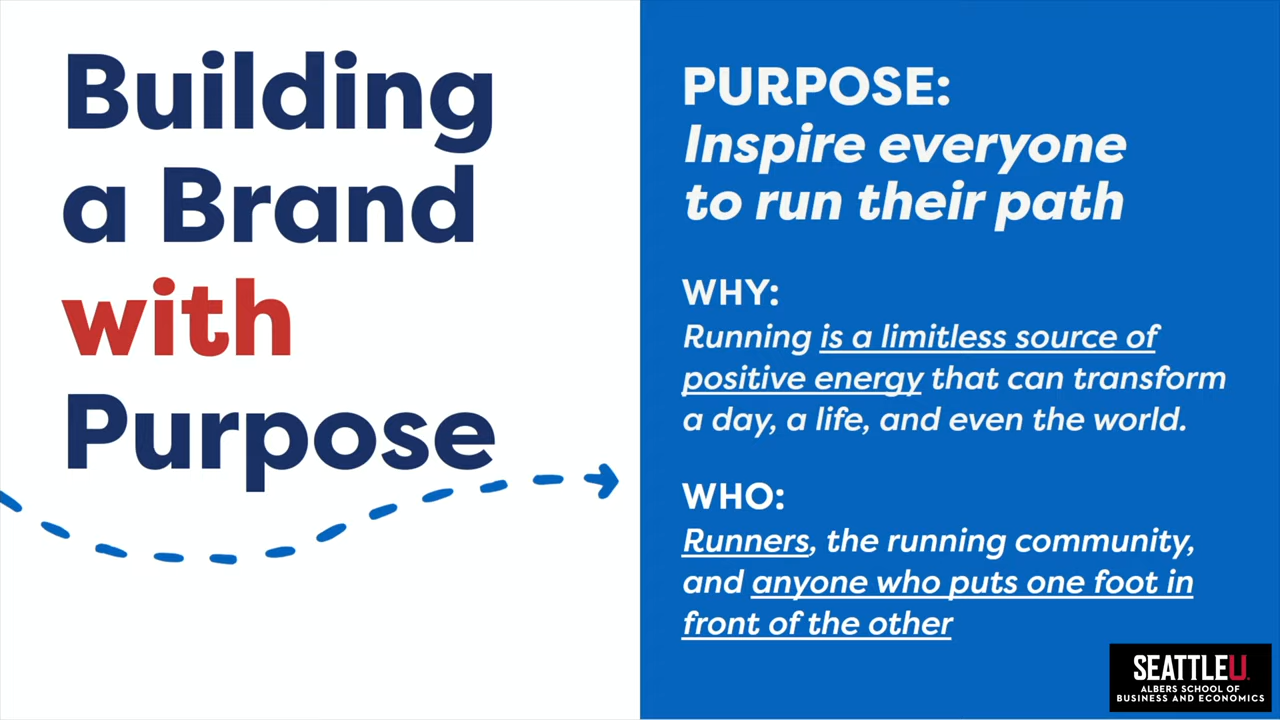 Building
a Brand
with
Purpose
PURPOSE:
Inspire everyone
to run their path
WHY:
Running is a limitless source of
positive energy that can transform
a day, a life, and even the world.
WHO:
Runners, the running community,
and anyone who puts one foot in
front of the other
SEATTLEU
ALBERS SCHOOL OF
BUSINESS AND ECONOMICS